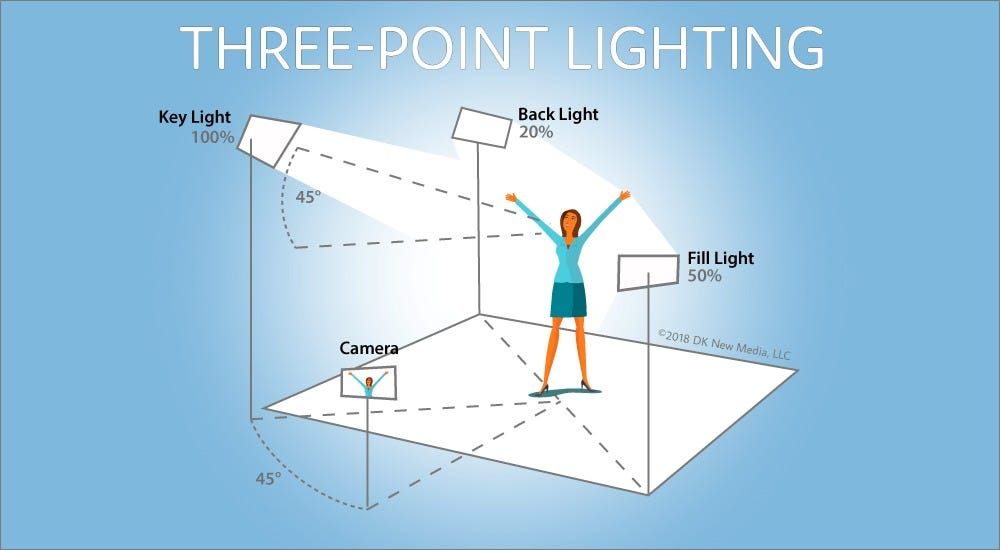 THREE-POINT LIGHTING
Key Light
100%
Back Light
20%
45°
Fill Light
50%
©2018 DK New Media, LLC
Camera
45°